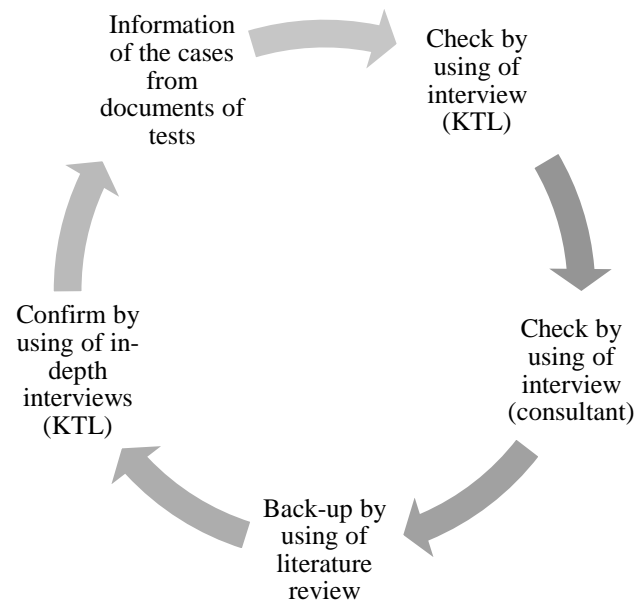 Information
of the cases
from
documents of
tests
Check by
using of
interview
(KTL)
Check by
using of
interview
(consultant)
Back-up by
using of
literature
review
Confirm by
using of in-
depth
interviews
(KTL)